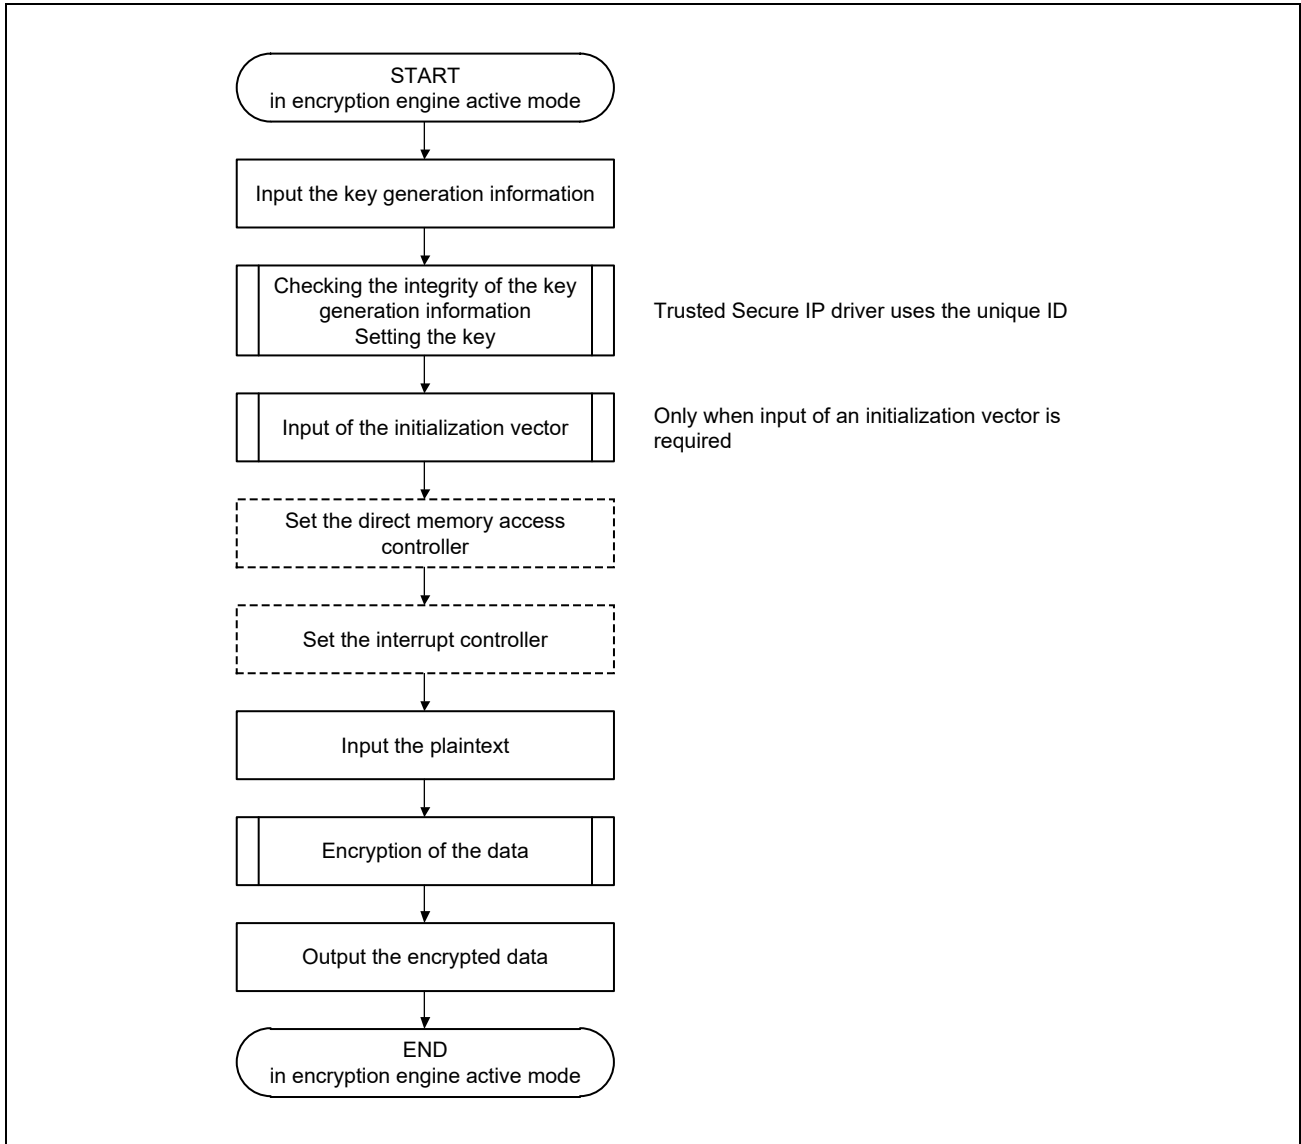 START
in encryption engine active mode
Input the key generation information
Checking the integrity of the key
generation information
Setting the key
Trusted Secure IP driver uses the unique ID
Input of the initialization vector
Only when input of an initialization vector is
required
Set the direct memory access
controller
Set the interrupt controller
Input the plaintext
Encryption of the data
Output the encrypted data
END
in encryption engine active mode